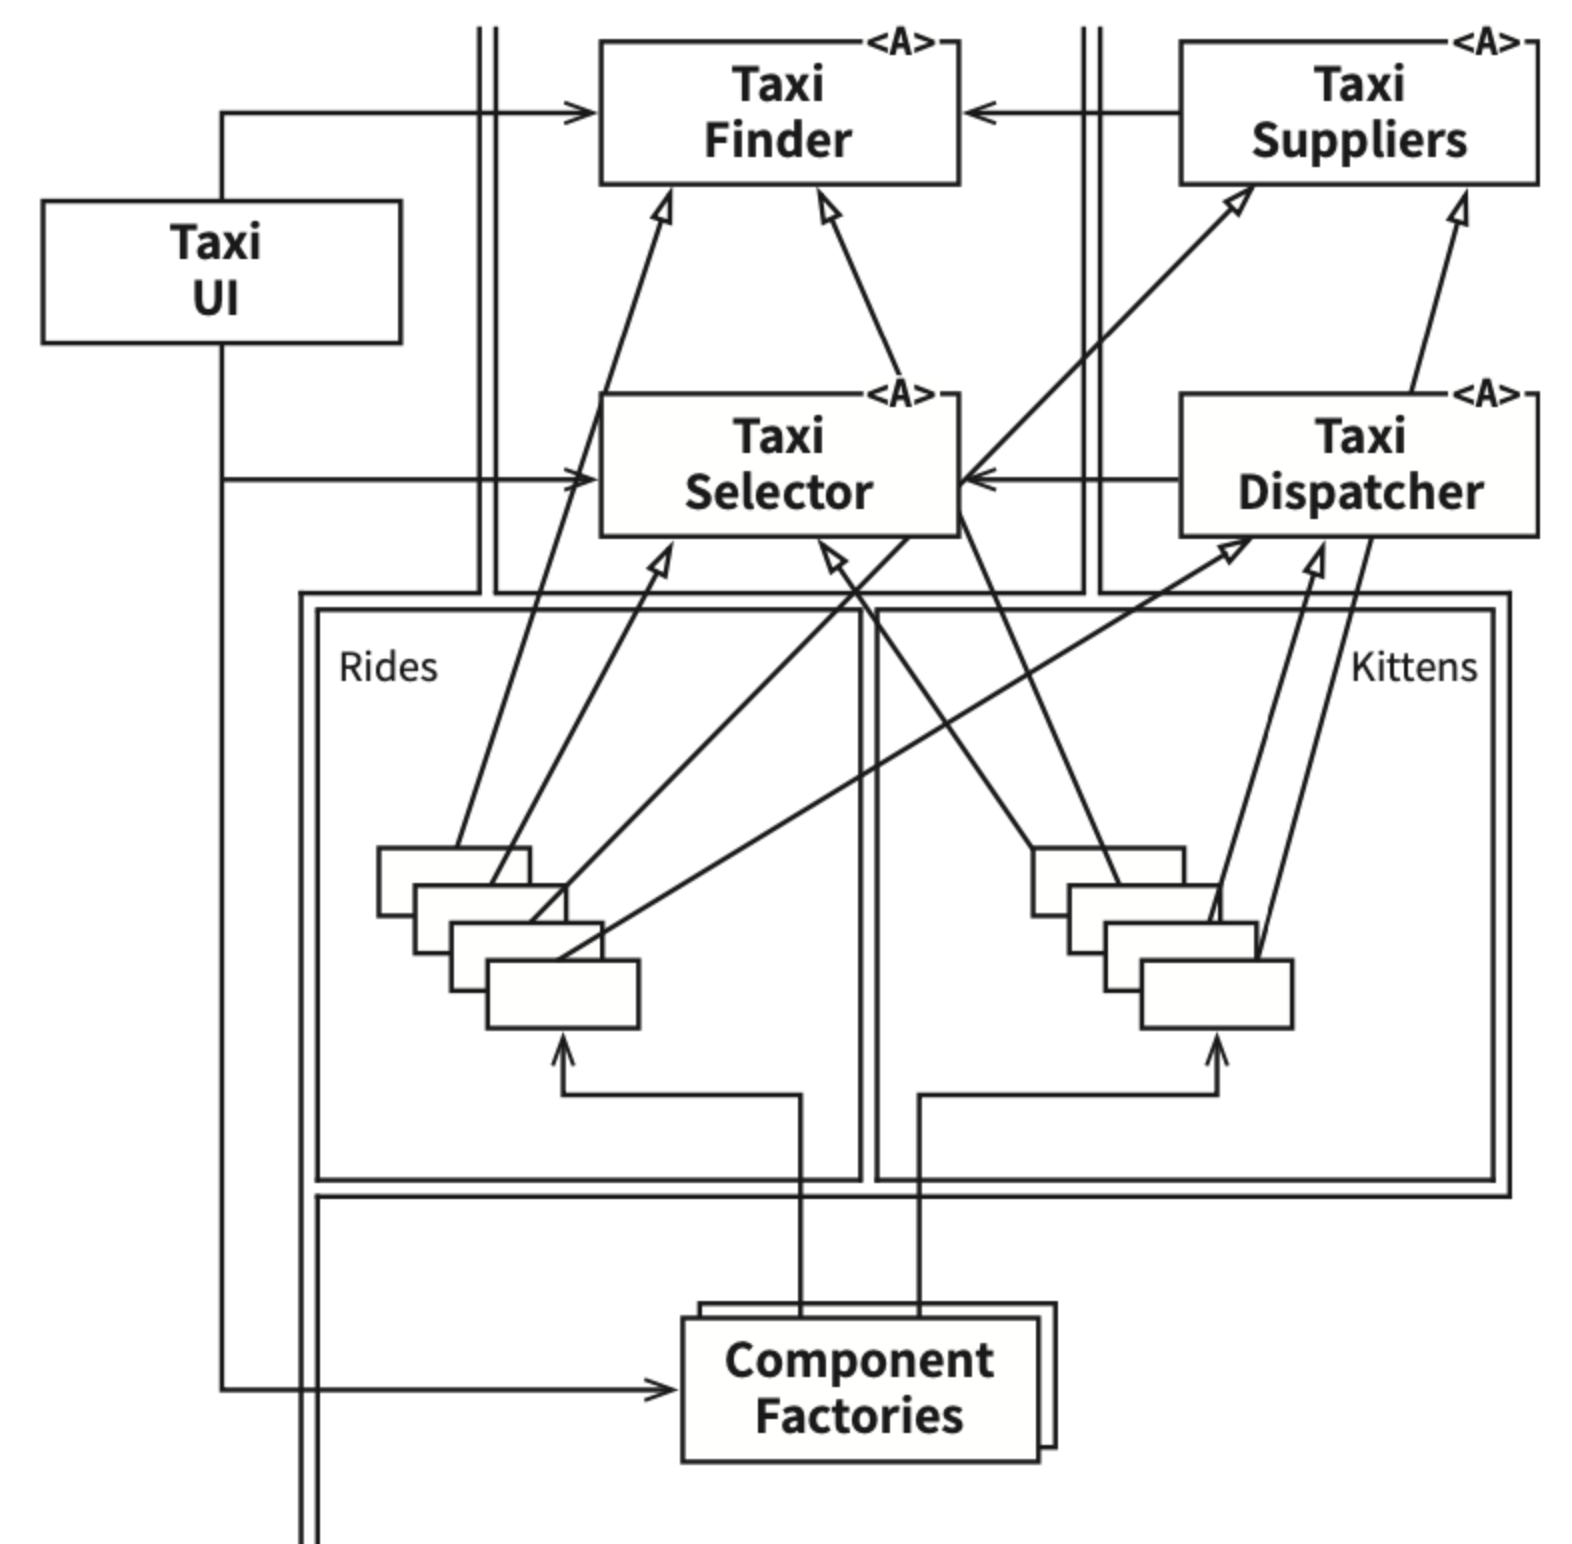 <A>
Taxi
Finder
<A>
Taxi
Suppliers
Taxi
UI
<A>
Taxi
Selector
<A>
Taxi
Dispatcher
Rides
Kittens
Component
Factories